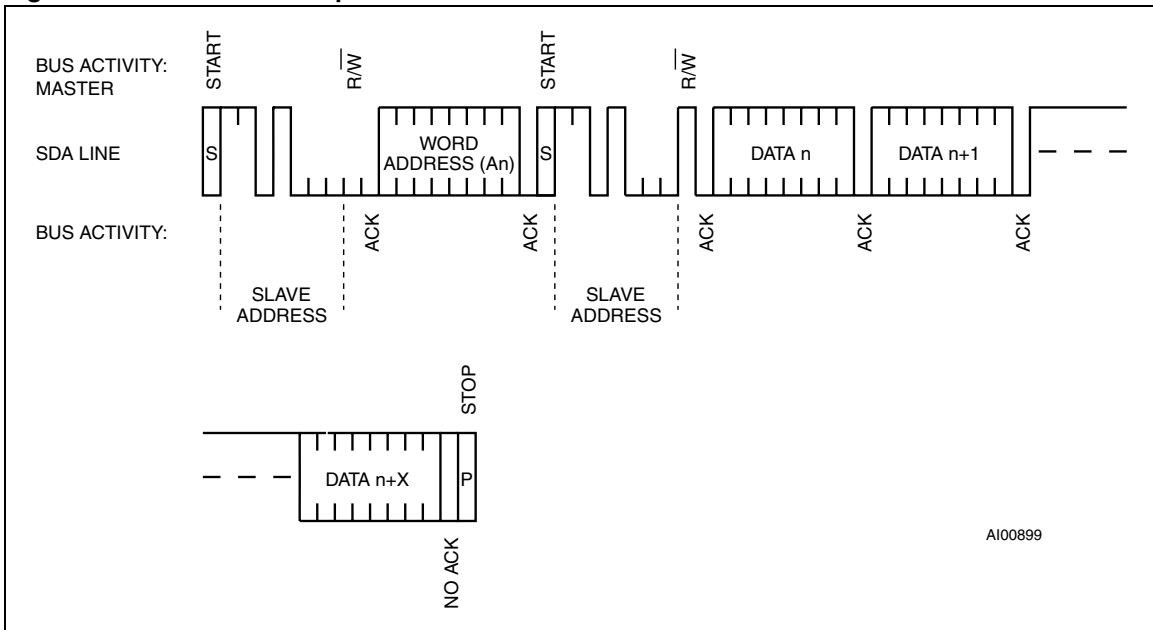 START
R/W
START
R/W
BUS ACTIVITY:
MASTER
SDA LINE
S
WORD
ADDRESS (An)
S
DATA n
DATA n+1
BUS ACTIVITY:
ACK
ACK
ACK
ACK
ACK
SLAVE
ADDRESS
SLAVE
ADDRESS
STOP
DATA n+X
P
NO ACK
AI00899